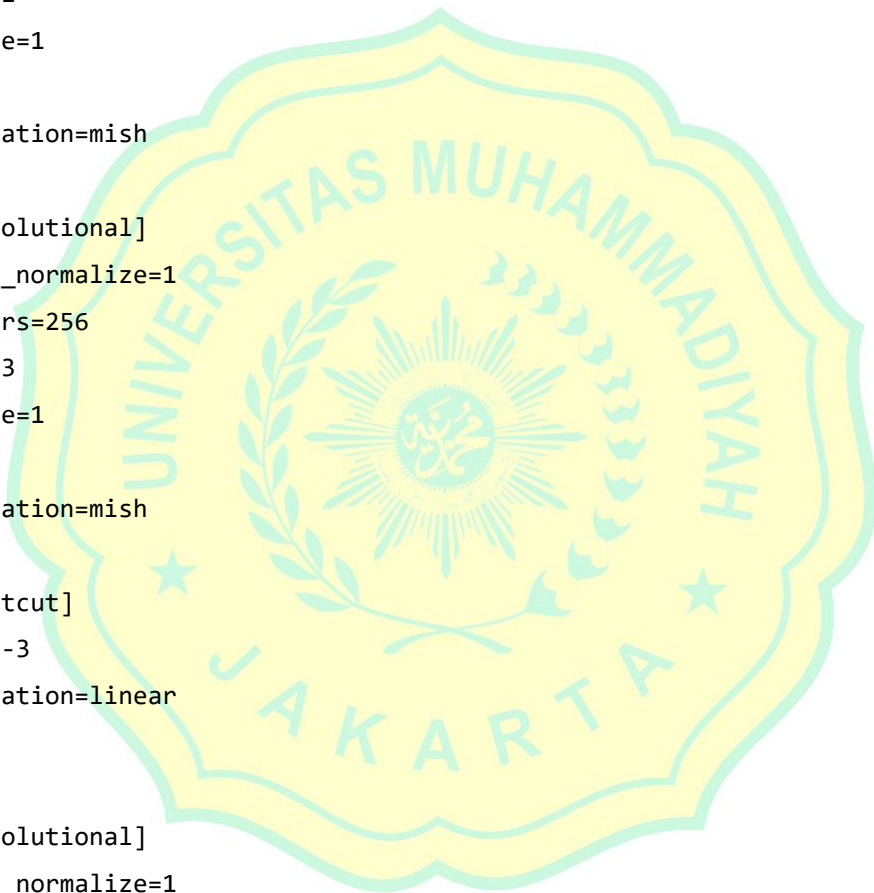 e=1
ation=mish
olutional]
_normalize=1
rs=256
3
e=1
ation=mish
tcut]
-3
ation=linear
olutional]
_normalize=1
UNIVERSITAS MUHAMMADIYAH
JAKARTA